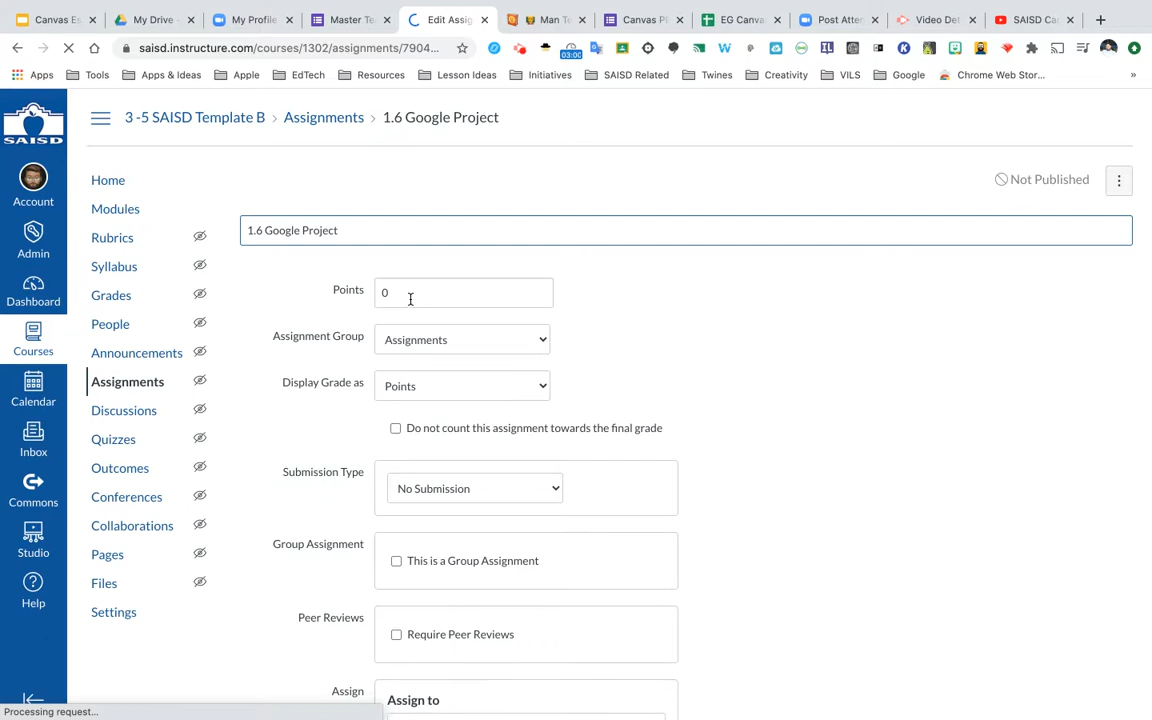 Canvas Es
My Drive -
My Profile
Master Te
Edit Assig
Man Te
Canvas P
EG Canva
Post Atten
Video Det
SAISD Ca
saisd.instructure.com/courses/1302/assignments/7904...
03:00
Apps
Tools
Apps & Ideas
Apple
EdTech
Resources
Lesson Ideas
Initiatives
SAISD Related
Twines
Creativity
VILS
Google
Chrome Web Stor...
»
SAISD
Account
Admin
Dashboard
Courses
Calendar
Inbox
Commons
Studio
Help
3 -5 SAISD Template B > Assignments > 1.6 Google Project
Home
Modules
Rubrics
Syllabus
Grades
People
Announcements
Assignments
Discussions
Quizzes
Outcomes
Conferences
Collaborations
Pages
Files
Settings
Not Published
1.6 Google Project
Points 0
Assignment Group Assignments
Display Grade as Points
Do not count this assignment towards the final grade
Submission Type No Submission
Group Assignment This is a Group Assignment
Peer Reviews Require Peer Reviews
Assign
Assign to
Processing request...